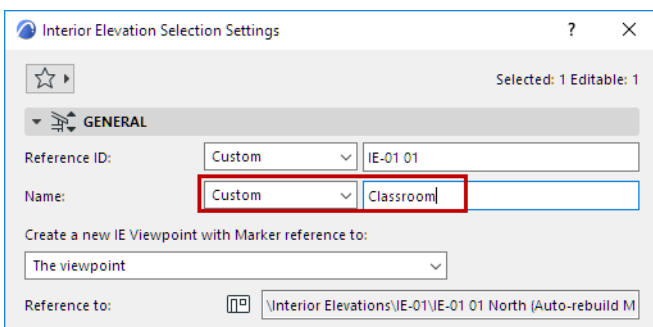 Interior Elevation Selection Settings ? ×
Selected: 1 Editable: 1
GENERAL
Reference ID: Custom IE-01 01
Name: Custom Classroom
Create a new IE Viewpoint with Marker reference to:
The viewpoint
Reference to: \Interior Elevations\IE-01\IE-01 01 North (Auto-rebuild M